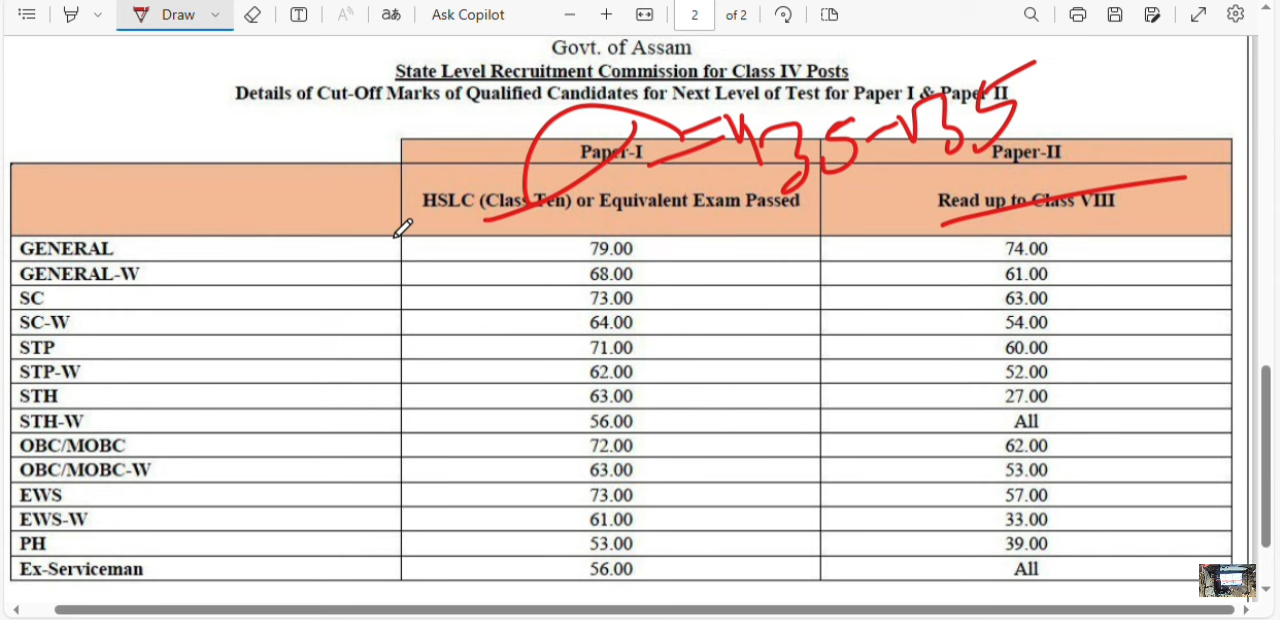 Draw aあ Ask Copilot 2 of 2
Govt. of Assam
State Level Recruitment Commission for Class IV Posts
Details of Cut-Off Marks of Qualified Candidates for Next Level of Test for Paper I & Paper II
Paper-I Paper-II
HSLC (Class Ten) or Equivalent Exam Passed Read up to Class VIII
GENERAL 79.00 74.00
GENERAL-W 68.00 61.00
SC 73.00 63.00
SC-W 64.00 54.00
STP 71.00 60.00
STP-W 62.00 52.00
STH 63.00 27.00
STH-W 56.00 All
OBC/MOBC 72.00 62.00
OBC/MOBC-W 63.00 53.00
EWS 73.00 57.00
EWS-W 61.00 33.00
PH 53.00 39.00
Ex-Serviceman 56.00 All